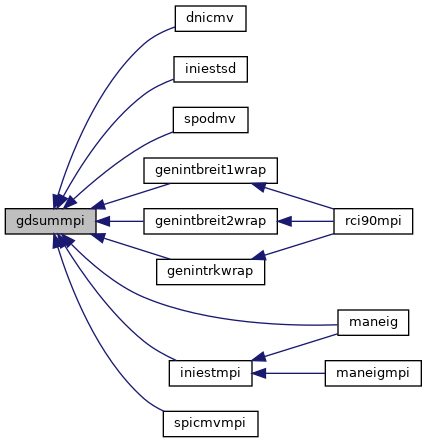 dnicmv
iniestsd
spodmv
genintbreit1wrap
gdsummpi
genintbreit2wrap
rci90mpi
genintrkwrap
maneig
iniestmpi
maneigmpi
spicmvmpi